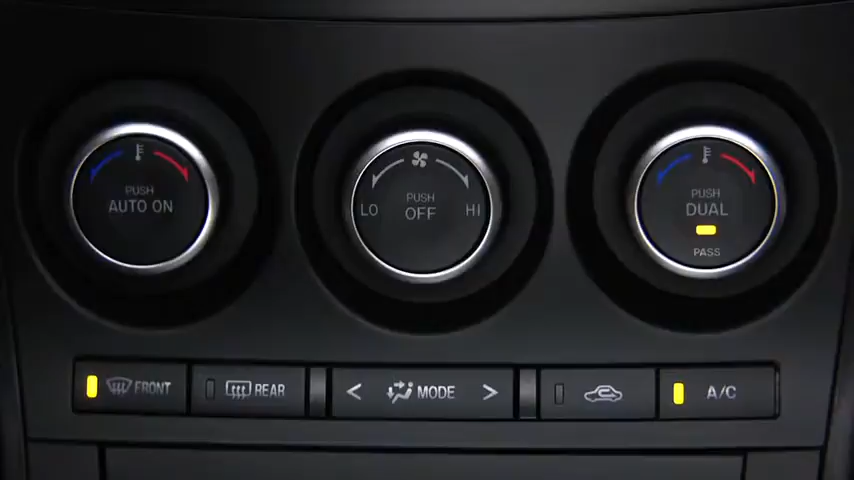 PUSH
AUTO ON
LO
PUSH
OFF
HI
PUSH
DUAL
PASS
FRONT
REAR
< MODE >
A/C